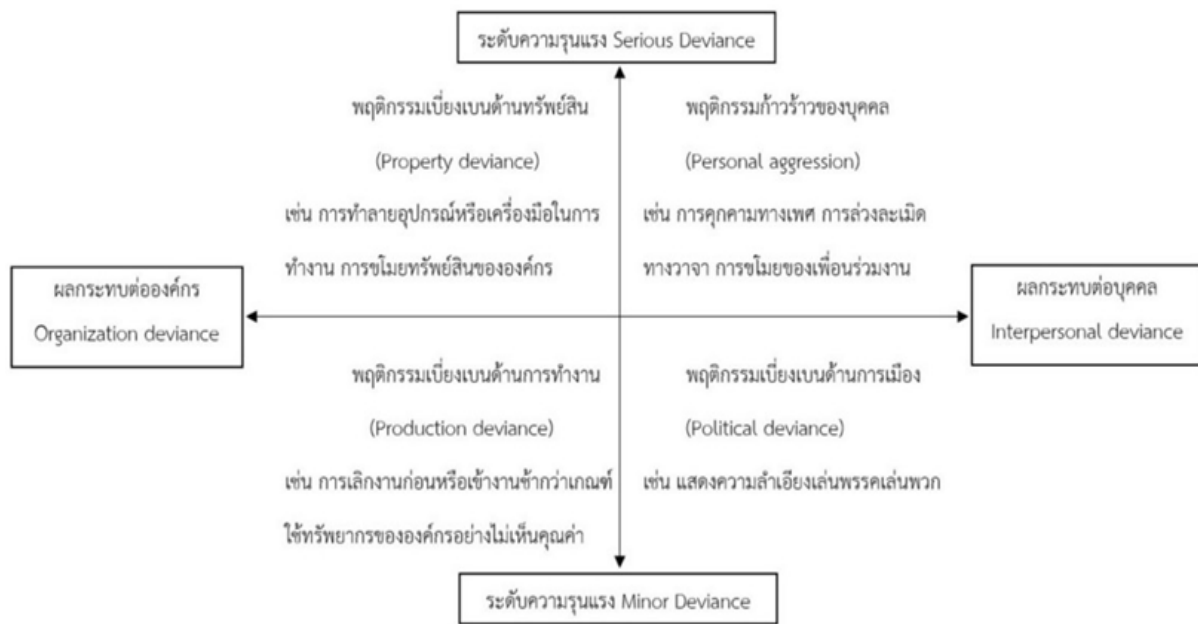 ระดับความรุนแรง Serious Deviance
พฤติกรรมเบี่ยงเบนด้านทรัพย์สิน
(Property deviance)
เช่น การทำลายอุปกรณ์หรือเครื่องมือในการ
ทำงาน การขโมยทรัพย์สินขององค์กร
พฤติกรรมก้าวร้าวของบุคคล
(Personal aggression)
เช่น การคุกคามทางเพศ การล่วงละเมิด
ทางวาจา การขโมยของเพื่อนร่วมงาน
ผลกระทบต่อองค์กร
Organization deviance
ผลกระทบต่อบุคคล
Interpersonal deviance
พฤติกรรมเบี่ยงเบนด้านการทำงาน
(Production deviance)
เช่น การเลิกงานก่อนหรือเข้างานช้ากว่าเกณฑ์
ใช้ทรัพยากรขององค์กรอย่างไม่เห็นคุณค่า
พฤติกรรมเบี่ยงเบนด้านการเมือง
(Political deviance)
เช่น แสดงความลำเอียงเล่นพรรคเล่นพวก
ระดับความรุนแรง Minor Deviance